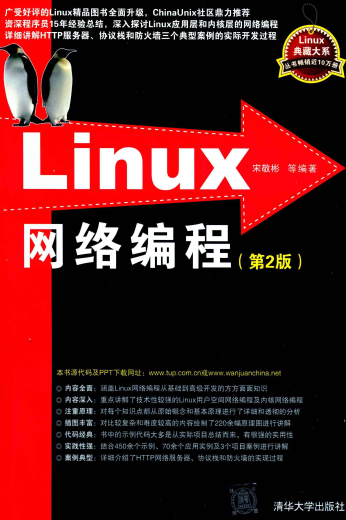 广受好评的Linux精品图书全面升级，ChinaUnix社区鼎力推荐
资深程序员15年经验总结，深入探讨Linux应用层和内核层的网络编程
详细讲解HTTP服务器、协议栈和防火墙三个典型案例的实际开发过程
Linux
典藏大系
丛书畅销近10万册
Linux
宋敬彬 等编著
网络编程（第2版）
本书源代码及PPT下载网址：www.tup.com.cn或www.wanjuanchina.net
◎ 内容全面：涵盖Linux网络编程从基础到高级开发的方方面面知识
◎ 内容深入：重点讲解了技术性较强的Linux用户空间网络编程及内核网络编程
◎ 注重原理：对每个知识点都从原始概念和基本原理进行了详细和透彻的分析
◎ 插图丰富：对比较复杂和难度较高的内容绘制了220余幅原理图进行讲解
◎ 代码经典：书中的示例代码大多是从实际项目总结而来，有很强的实用性
◎ 实践性强：结合450余个示例、70余个应用实例及3个项目案例进行讲解
◎ 案例典型：详细介绍了HTTP网络服务器、协议栈和防火墙的实现过程
清华大学出版社